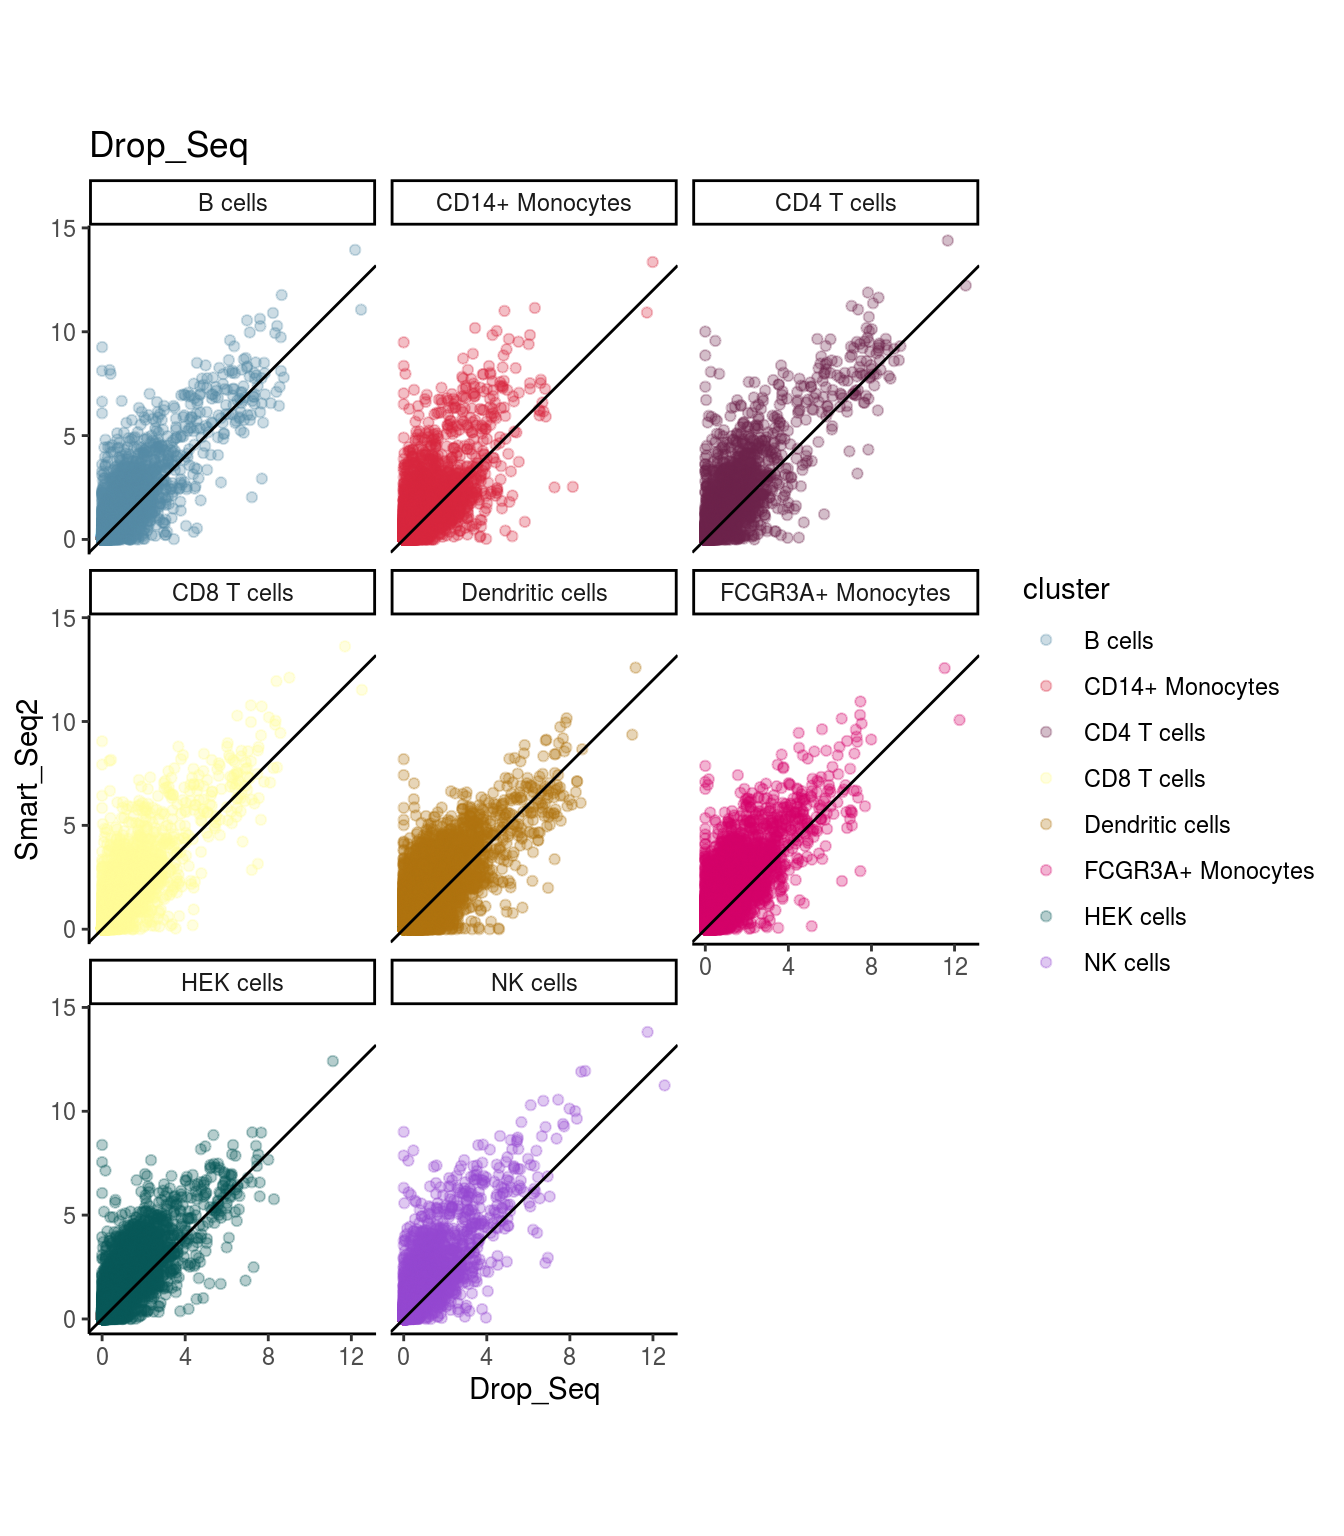 Drop_Seq
B cells
CD14+ Monocytes
CD4 T cells
15
10
5
0
CD8 T cells
Dendritic cells
FCGR3A+ Monocytes
15
10
5
0
0 4 8 12
HEK cells
NK cells
15
10
5
0
0 4 8 12
0 4 8 12
Smart_Seq2
Drop_Seq
cluster
B cells
CD14+ Monocytes
CD4 T cells
CD8 T cells
Dendritic cells
FCGR3A+ Monocytes
HEK cells
NK cells